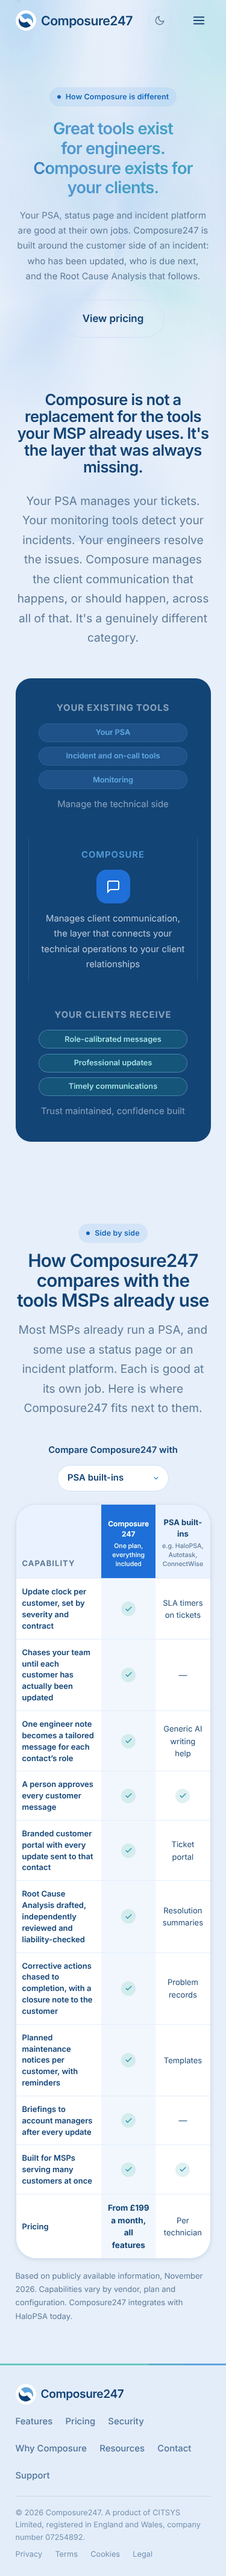 Composure247
How Compose is different
Great tools exist
for engineers.
Composure exists for
your clients.
Your PSA, status page and incident platform
are good at their own jobs. Composure247 is
built around the customer side of an incident:
who has been updated, who is due next,
and the Root Cause Analysis that follows.
View pricing
Composure is not a
replacement for the tools
your MSP already uses. It's
the layer that was always
missing.
Your PSA manages your tickets.
Your monitoring tools detect your
incidents. Your engineers resolve
the issues. Composure manages
the communication that
happens, or should happen, across
all of that. It's a genuinely different
category.
YOUR EXISTING TOOLS
Your PSA
Incident and on-call tools
Monitoring
Manage the technical side
COMPOSURE
Manages client communication,
the layer that connects your
technical operations to your client
relationships
YOUR CLIENTS RECEIVE
Role-calibrated messages
Professional updates
Timely communications
Trust maintained, confidence built
Side by side
How Composure247
compares with the
tools MSPs already use
Most MSPs already run a PSA, and
some use a status page or an
incident platform. Each is good at
its own job. Here is where
Composure247 fits next to them.
Compare Composure247 with
PSA built-ins
CAPABILITY
Composure
247
One plan,
everything
included
PSA built-
ins
e.g. HaloPSA,
Autotask,
ConnectWise
Update clock per
customer, set by
severity and
contract
SLA timers
on tickets
Chases your team
until each
customer has
actually been
updated
—
One engineer note
becomes a tailored
message for each
contact's role
Generic AI
writing
help
A person approves
every customer
message
Branded customer
portal with every
update sent to that
contact
Ticket
portal
Root Cause
Analysis drafted,
independently
reviewed and
liability-checked
Resolution
summaries
Corrective actions
chased to
completion, with a
closure note to the
customer
Problem
records
Planned
maintenance
notices per
customer, with
reminders
Templates
Briefings to
account managers
after every update
—
Built for MSPs
serving many
customers at once
Pricing
From £199
a month,
all
features
Per
technician
Based on publicly available information, November
2026. Capabilities vary by vendor, plan and
configuration. Composure247 integrates with
HaloPSA today.
Composure247
Features Pricing Security
Why Composure Resources Contact
Support
© 2026 Composure247. A product of CITSYS
Limited, registered in England and Wales, company
number 07254892.
Privacy Terms Cookies Legal